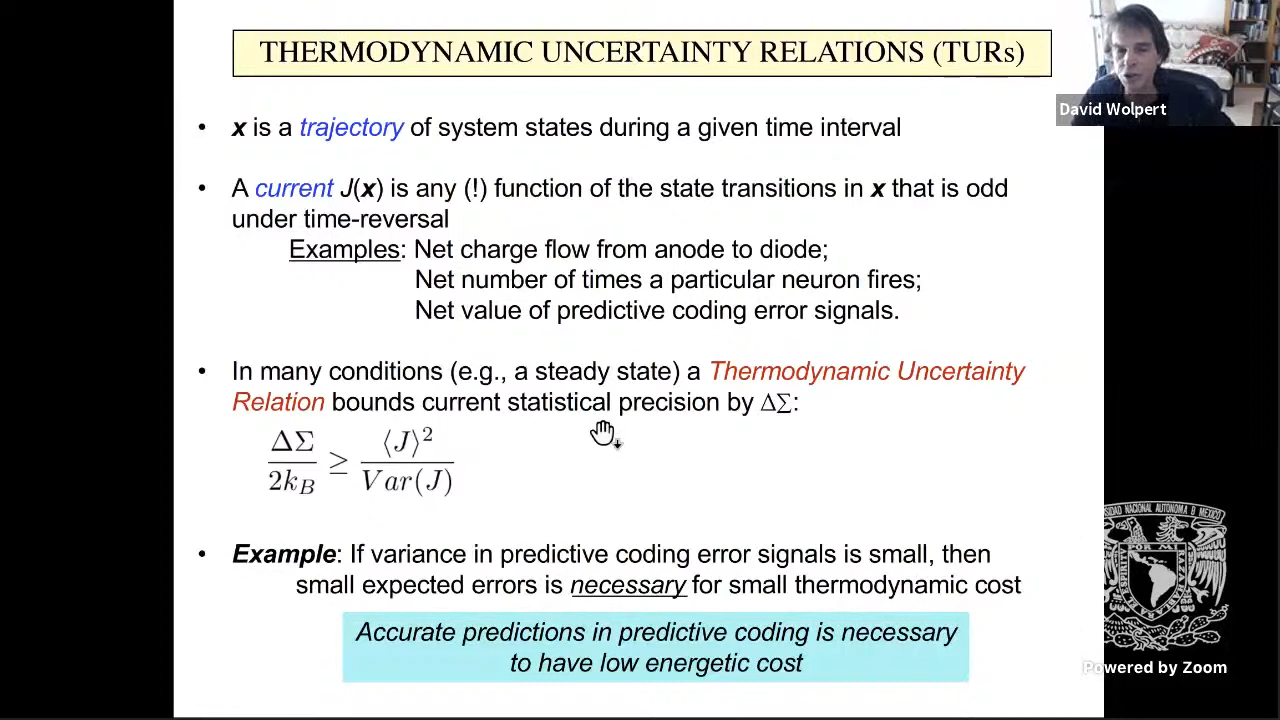 THERMODYNAMIC UNCERTAINTY RELATIONS (TURs)
David Wolpert
• x is a trajectory of system states during a given time interval
• A current J(x) is any (!) function of the state transitions in x that is odd
under time-reversal
Examples: Net charge flow from anode to diode;
Net number of times a particular neuron fires;
Net value of predictive coding error signals.
• In many conditions (e.g., a steady state) a Thermodynamic Uncertainty
Relation bounds current statistical precision by ΔΣ:
ΔΣ/2k_B ≥ ⟨J⟩²/Var(J)
• Example: If variance in predictive coding error signals is small, then
small expected errors is necessary for small thermodynamic cost
Accurate predictions in predictive coding is necessary
to have low energetic cost
Powered by Zoom